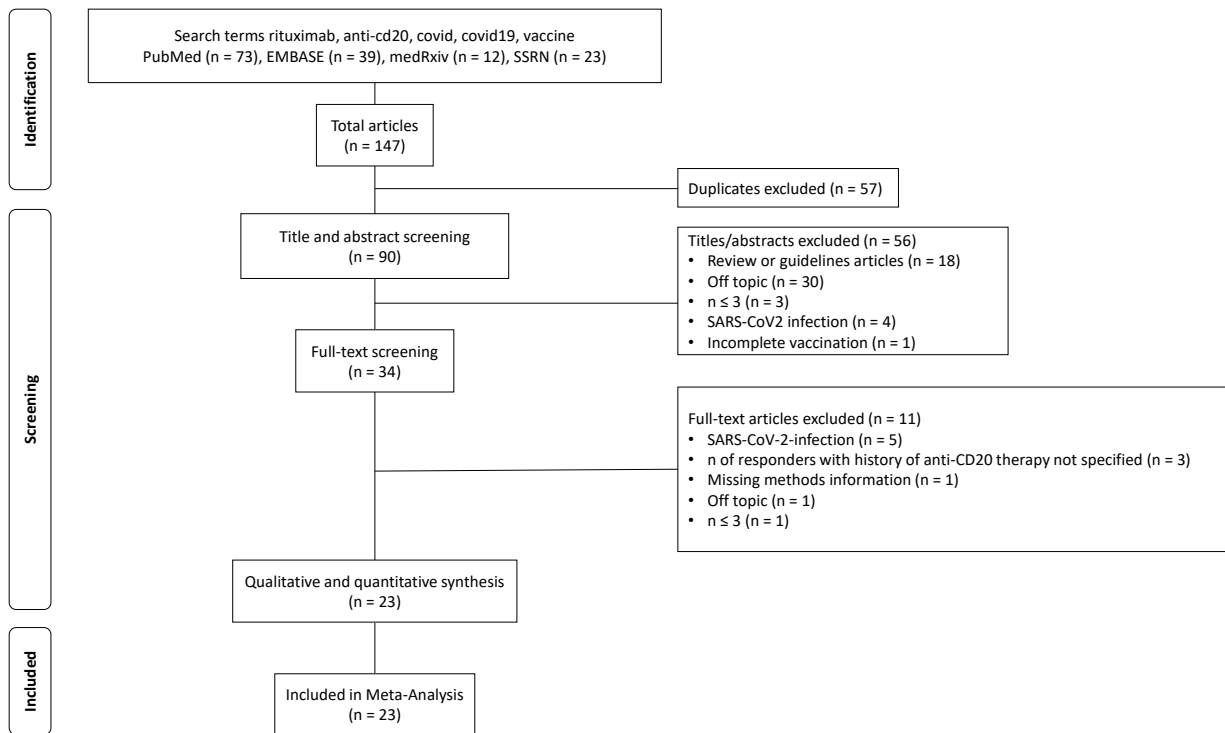 Identification
Search terms rituximab, anti-cd20, covid, covid19, vaccine
PubMed (n = 73), EMBASE (n = 39), medRxiv (n = 12), SSRN (n = 23)
Total articles
(n = 147)
Duplicates excluded (n = 57)
Screening
Title and abstract screening
(n = 90)
Titles/abstracts excluded (n = 56)
• Review or guidelines articles (n = 18)
• Off topic (n = 30)
• n ≤ 3 (n = 3)
• SARS-CoV2 infection (n = 4)
• Incomplete vaccination (n = 1)
Full-text screening
(n = 34)
Full-text articles excluded (n = 11)
• SARS-CoV-2-infection (n = 5)
• n of responders with history of anti-CD20 therapy not specified (n = 3)
• Missing methods information (n = 1)
• Off topic (n = 1)
• n ≤ 3 (n = 1)
Qualitative and quantitative synthesis
(n = 23)
Included
Included in Meta-Analysis
(n = 23)